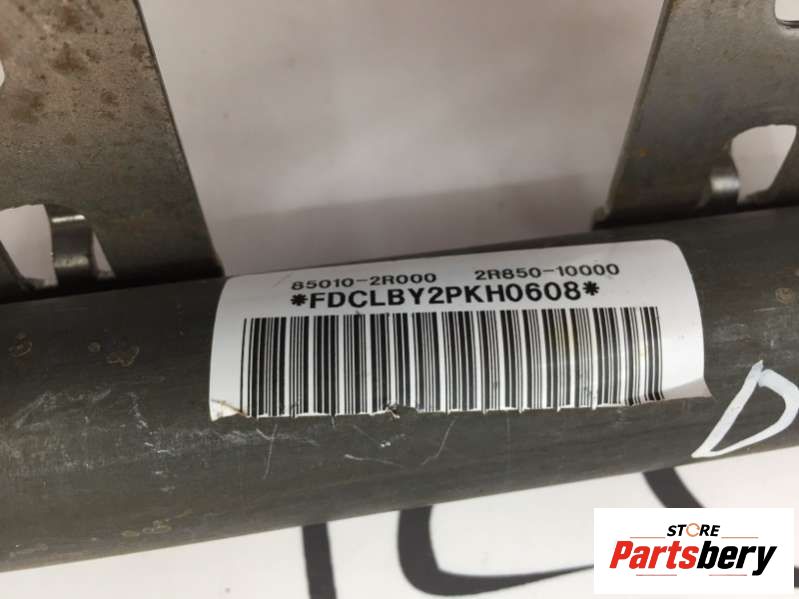 85010-2R000 2R850-10000
*FDCLBY2PKH0608*
D
STORE
Partsbery